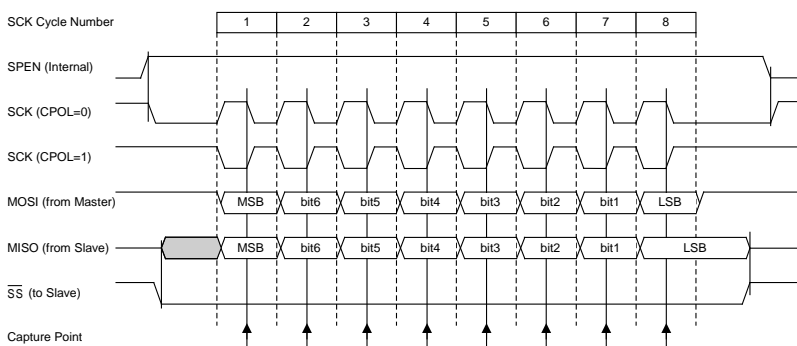 SCK Cycle Number 1 2 3 4 5 6 7 8
SPEN (Internal)
SCK (CPOL=0)
SCK (CPOL=1)
MOSI (from Master) MSB bit6 bit5 bit4 bit3 bit2 bit1 LSB
MISO (from Slave) MSB bit6 bit5 bit4 bit3 bit2 bit1 LSB
S̅S̅ (to Slave)
Capture Point